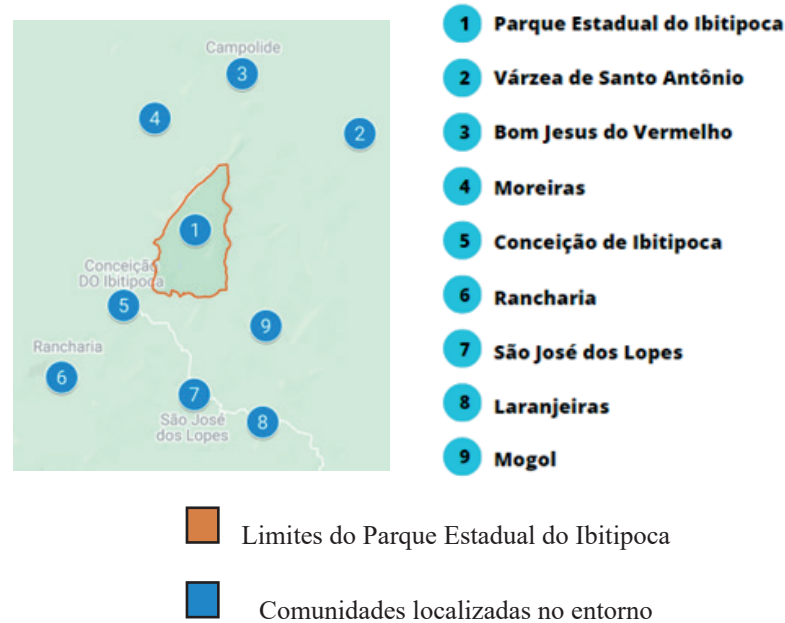 Campolide
3
4
2
1
Conceição
DO Ibitipoca
5
9
Rancharia
6
7
São José
dos Lopes
8
1 Parque Estadual do Ibitipoca
2 Várzea de Santo Antônio
3 Bom Jesus do Vermelho
4 Moreiras
5 Conceição de Ibitipoca
6 Rancharia
7 São José dos Lopes
8 Laranjeiras
9 Mogol
Limites do Parque Estadual do Ibitipoca
Comunidades localizadas no entorno